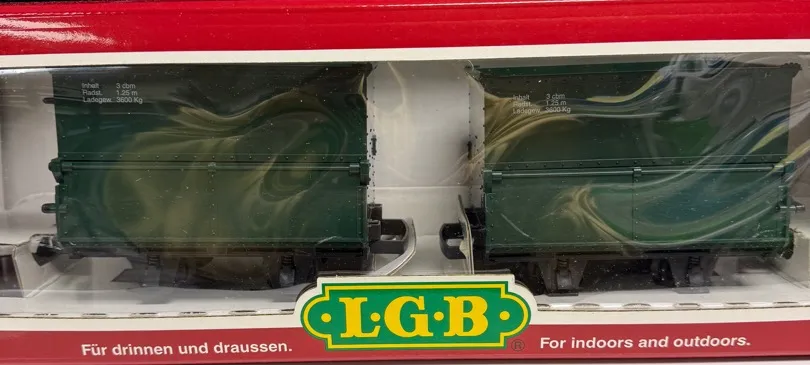 Inhalt 3 cbm
Radst. 1.25 m
Ladegew. 3600 Kg
Inhalt 3 cbm
Radst. 1.25 m
Ladegew. 3600 Kg
·L·G·B· ®
Für drinnen und draussen.
For indoors and outdoors.